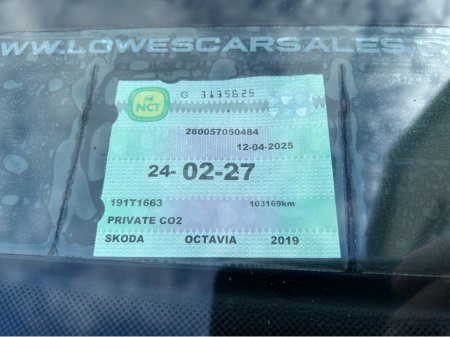 WWW.LOWESCARSALES
NCT
G 3135625
280057050484
12-04-2025
24- 02-27
191T1663 103169km
PRIVATE CO2
SKODA OCTAVIA 2019